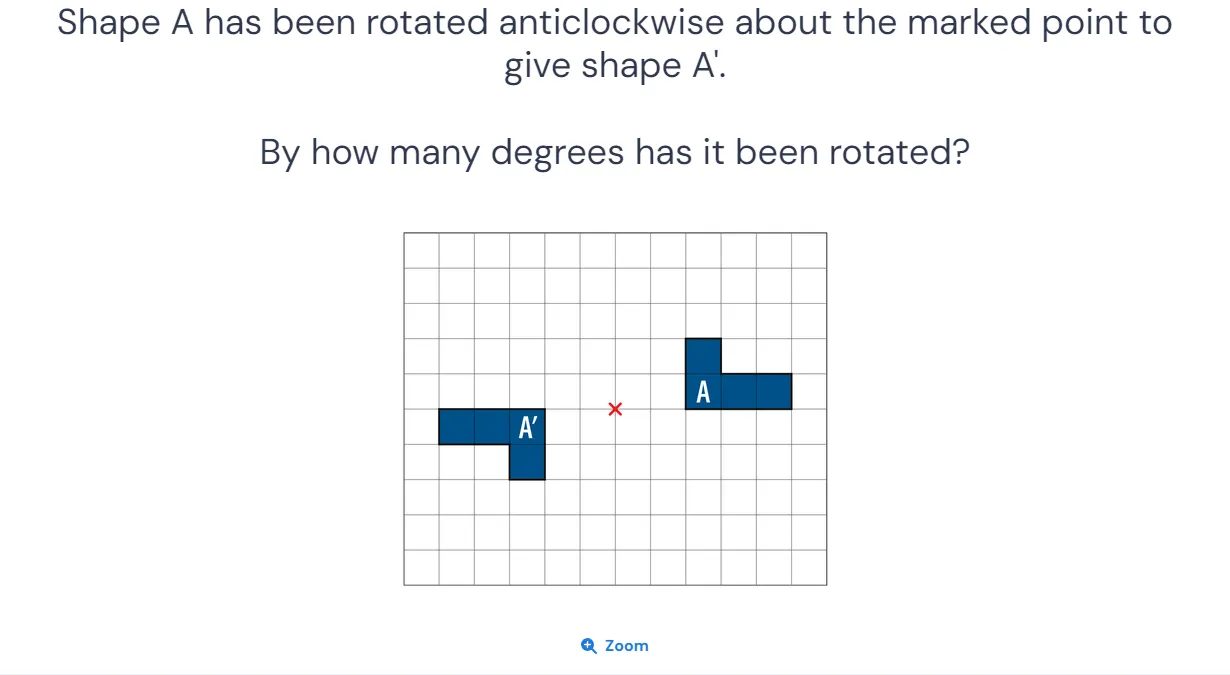 Shape A has been rotated anticlockwise about the marked point to
give shape A'.
By how many degrees has it been rotated?
A
A′
Zoom